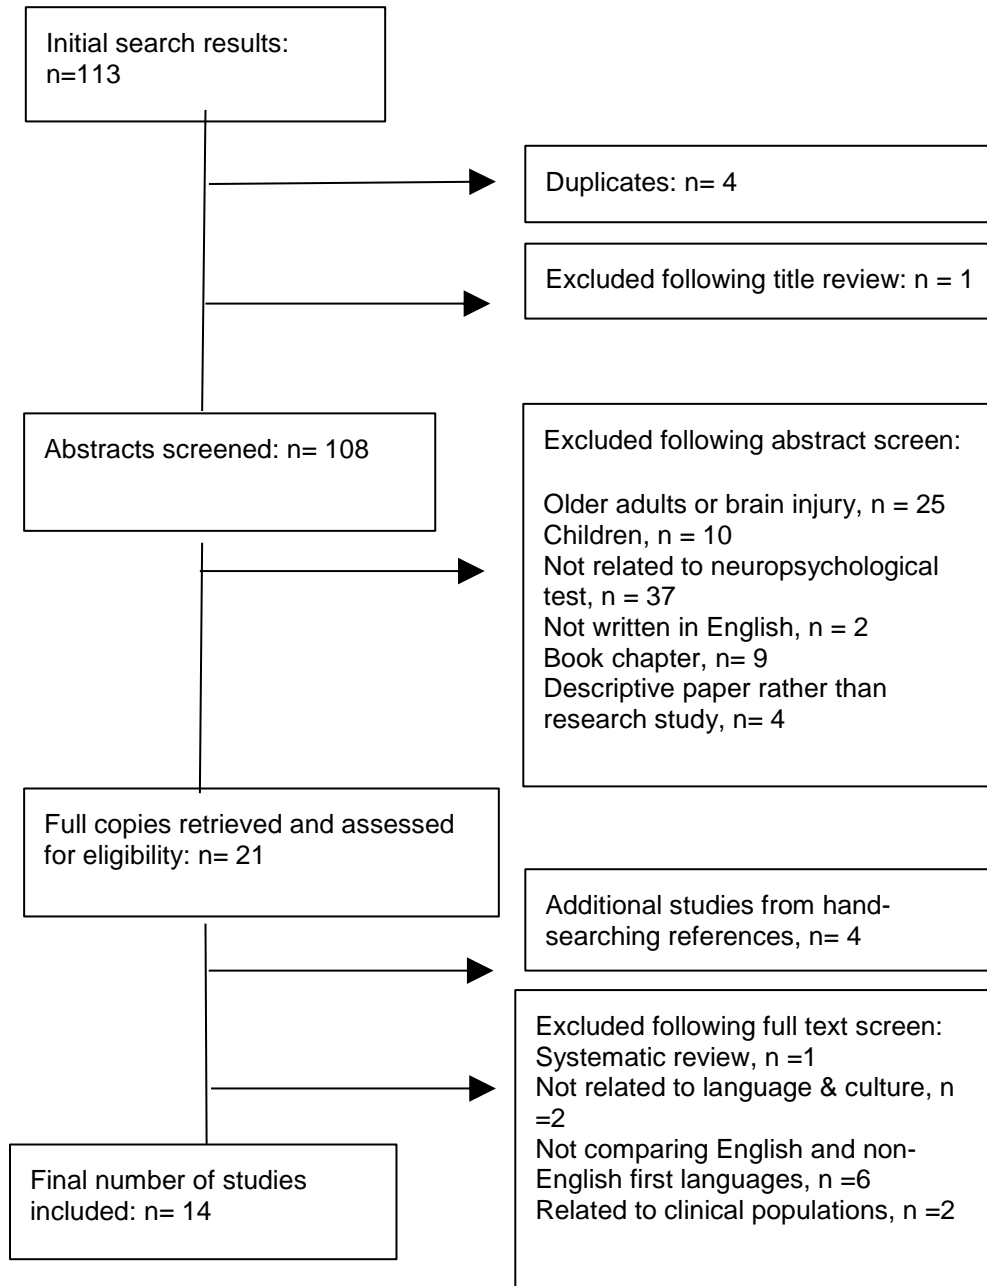 Initial search results:
n=113
Duplicates: n= 4
Excluded following title review: n = 1
Abstracts screened: n= 108
Excluded following abstract screen:
Older adults or brain injury, n = 25
Children, n = 10
Not related to neuropsychological
test, n = 37
Not written in English, n = 2
Book chapter, n= 9
Descriptive paper rather than
research study, n= 4
Full copies retrieved and assessed
for eligibility: n= 21
Additional studies from hand-
searching references, n= 4
Excluded following full text screen:
Systematic review, n =1
Not related to language & culture, n
=2
Not comparing English and non-
English first languages, n =6
Related to clinical populations, n =2
Final number of studies
included: n= 14